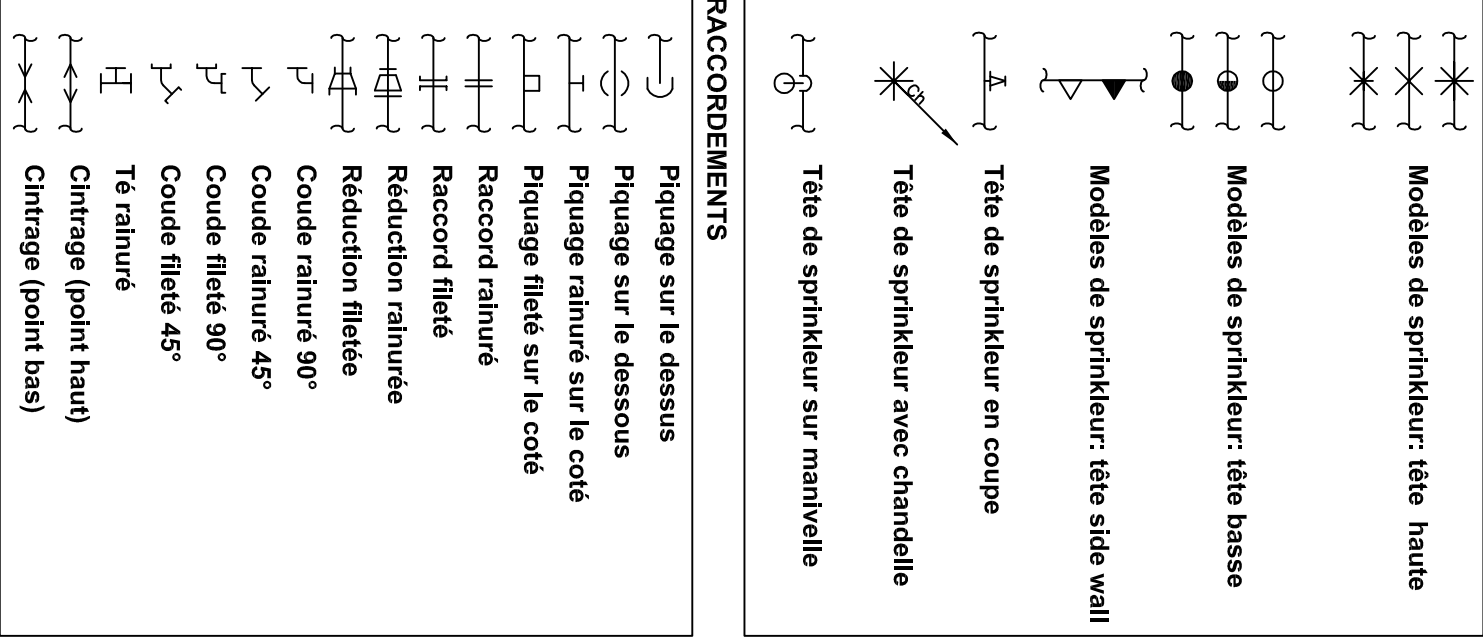 Modèles de sprinkleur: tête haute
Modèles de sprinkleur: tête basse
Modèles de sprinkleur: tête side wall
Tête de sprinkleur en coupe
Ch
Tête de sprinkleur avec chandelle
Tête de sprinkleur sur manivelle
RACCORDEMENTS
Piquage sur le dessus
Piquage sur le dessous
Piquage rainuré sur le coté
Piquage fileté sur le coté
Raccord rainuré
Raccord fileté
Réduction rainurée
Réduction filetée
Coude rainuré 90°
Coude rainuré 45°
Coude fileté 90°
Coude fileté 45°
Té rainuré
Cintrage (point haut)
Cintrage (point bas)